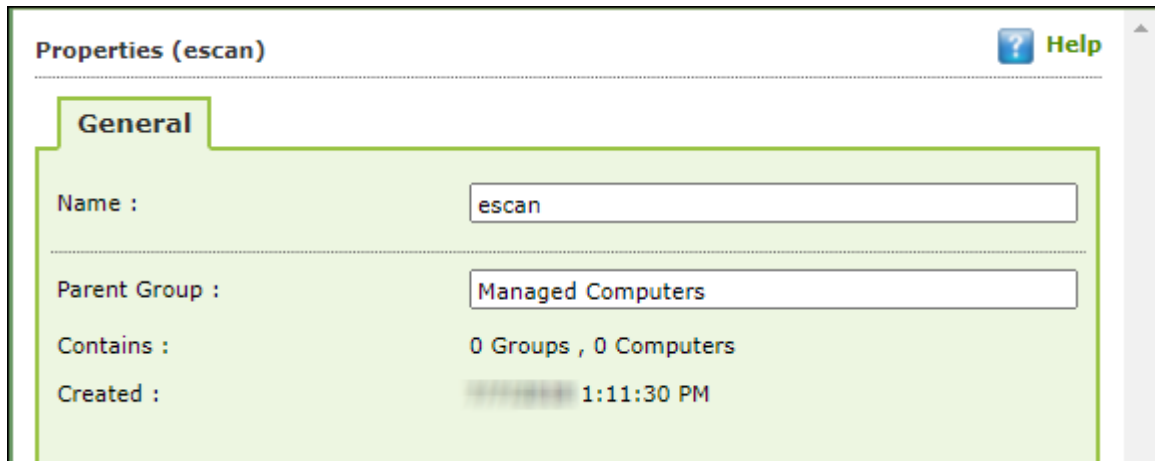 Properties (escan)
Help
General
Name :
escan
Parent Group :
Managed Computers
Contains :
0 Groups , 0 Computers
Created :
1:11:30 PM